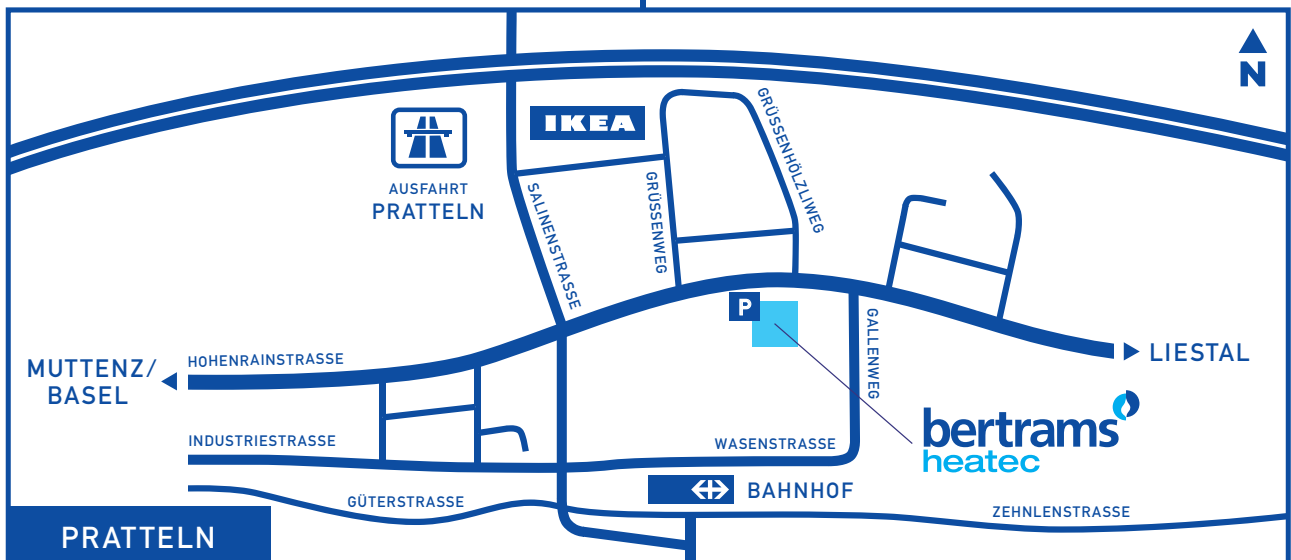 N
IKEA
AUSFAHRT
PRATTELN
SALINENSTRASSE
GRÜSSENWEG
GRÜSSENHÖLZLIWEG
P
GALLENWEG
MUTTENZ/
BASEL
HOHENRAINSTRASSE
LIESTAL
bertrams
heatec
INDUSTRIESTRASSE
WASENSTRASSE
BAHNHOF
GÜTERSTRASSE
ZEHNLENSTRASSE
PRATTELN